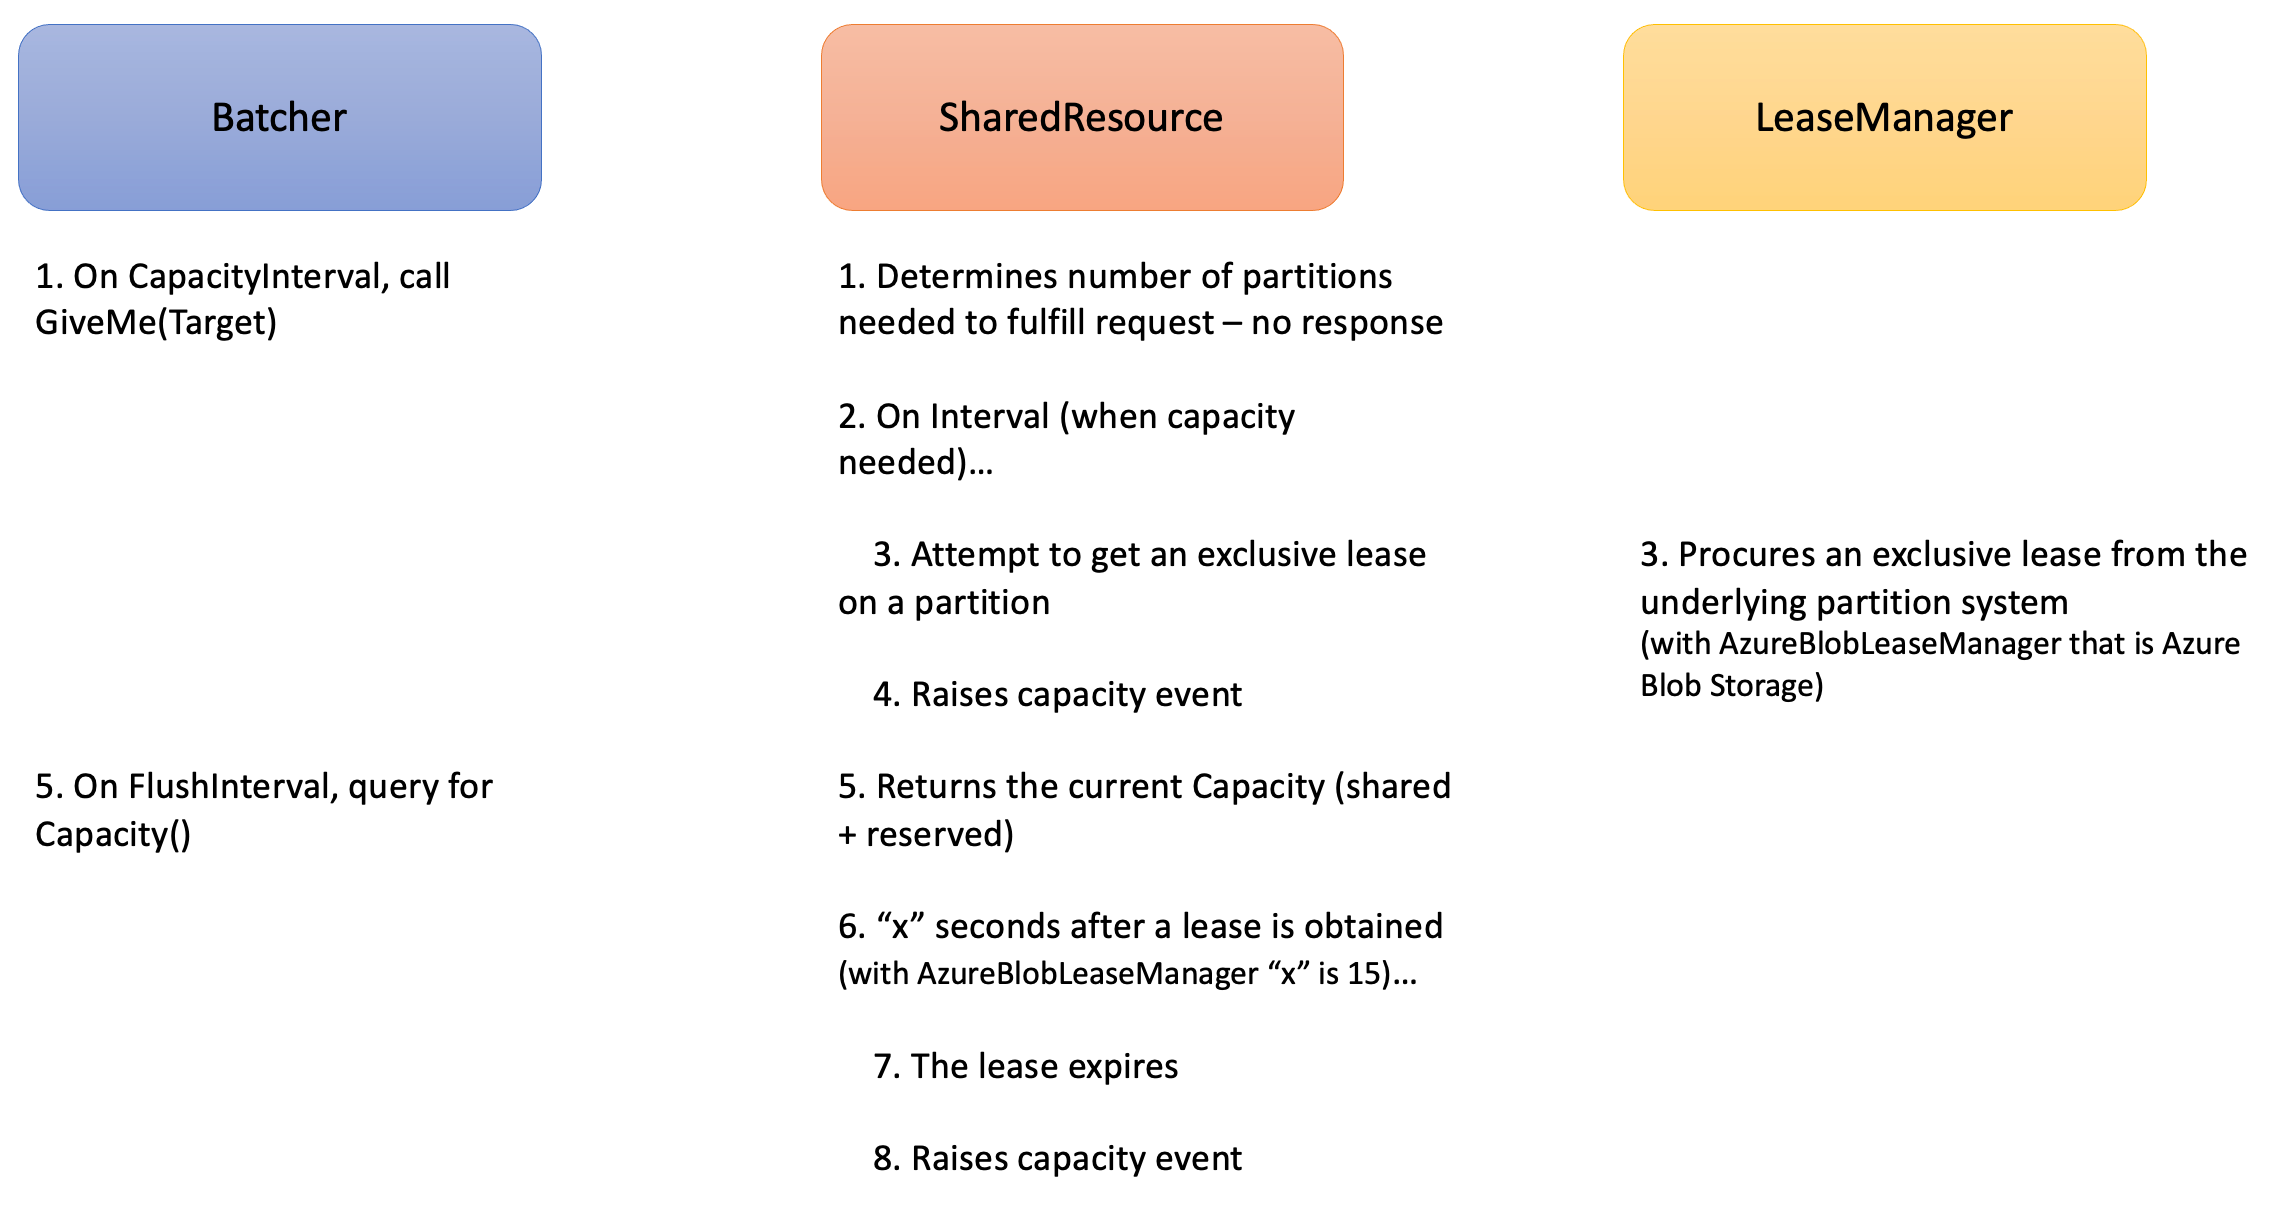 Batcher
SharedResource
LeaseManager
1. On CapacityInterval, call
GiveMe(Target)
1. Determines number of partitions
needed to fulfill request – no response
2. On Interval (when capacity
needed)…
3. Attempt to get an exclusive lease
on a partition
3. Procures an exclusive lease from the
underlying partition system
(with AzureBlobLeaseManager that is Azure
Blob Storage)
4. Raises capacity event
5. On FlushInterval, query for
Capacity()
5. Returns the current Capacity (shared
+ reserved)
6. “x” seconds after a lease is obtained
(with AzureBlobLeaseManager “x” is 15)…
7. The lease expires
8. Raises capacity event